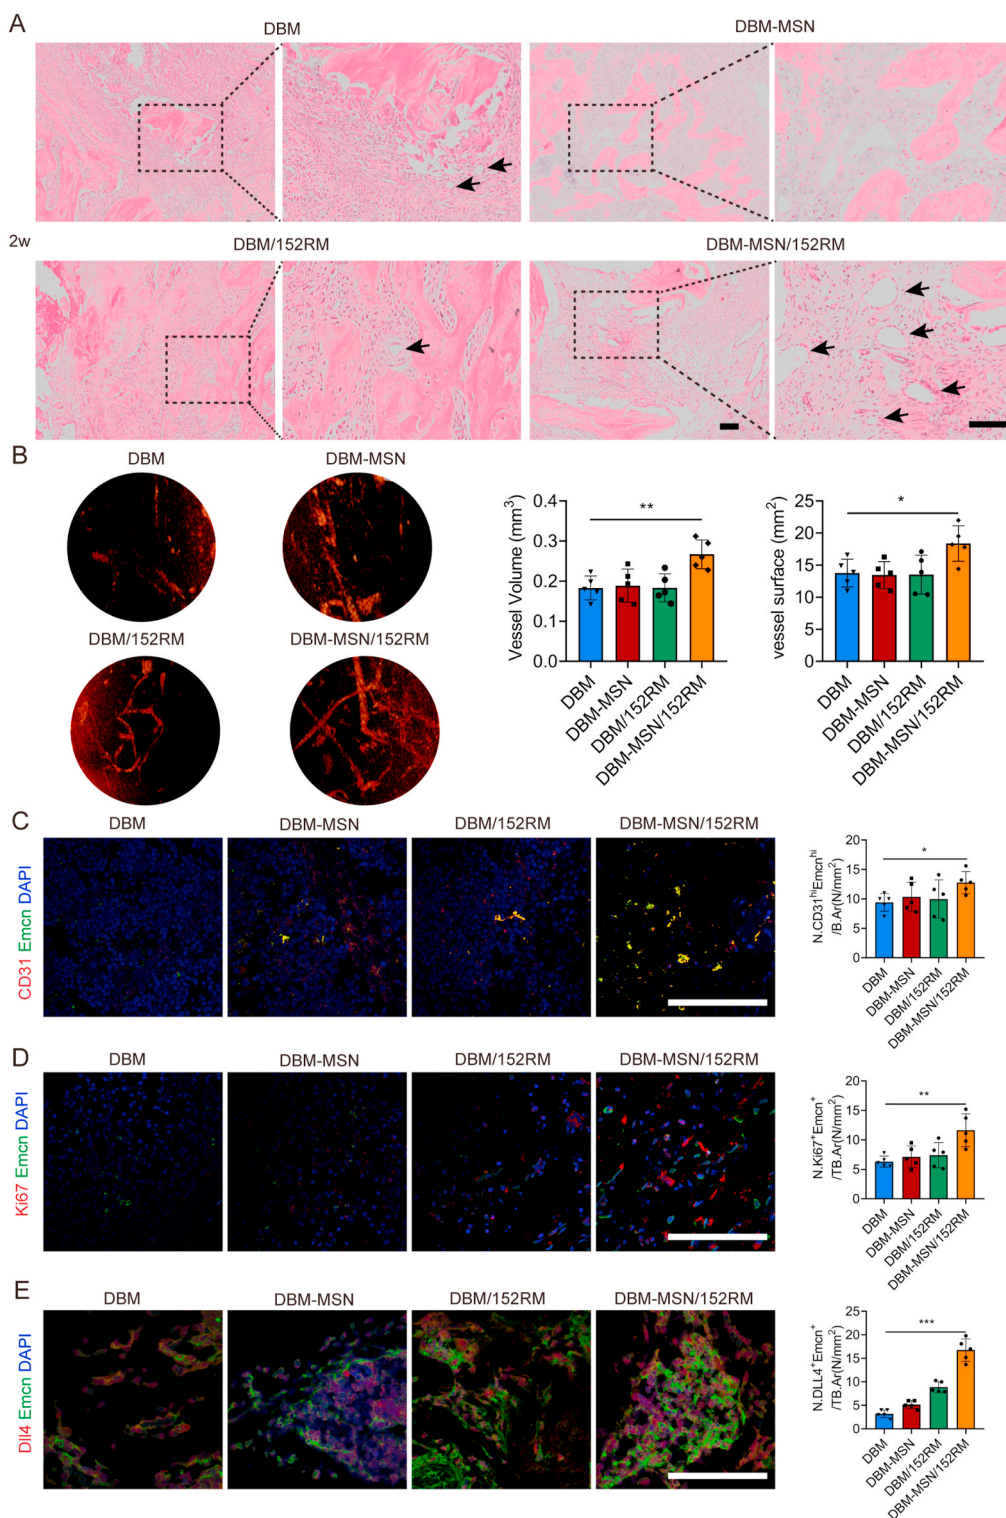 A
DBM
DBM-MSN
2w
DBM/152RM
DBM-MSN/152RM
B
DBM
DBM-MSN
DBM/152RM
DBM-MSN/152RM
Vessel Volume (mm³)
0.4
0.3
0.2
0.1
0.0
**
DBM
DBM-MSN
DBM/152RM
DBM-MSN/152RM
vessel surface (mm²)
25
20
15
10
5
0
*
DBM
DBM-MSN
DBM/152RM
DBM-MSN/152RM
C
DBM
DBM-MSN
DBM/152RM
DBM-MSN/152RM
CD31 Emcn DAPI
N.CD31ʰⁱEmcnʰⁱ
/B.Ar(N/mm²)
20
15
10
5
0
*
DBM
DBM-MSN
DBM/152RM
DBM-MSN/152RM
D
DBM
DBM-MSN
DBM/152RM
DBM-MSN/152RM
Ki67 Emcn DAPI
N.Ki67⁺Emcn⁺
/TB.Ar(N/mm²)
20
15
10
5
0
**
DBM
DBM-MSN
DBM/152RM
DBM-MSN/152RM
E
DBM
DBM-MSN
DBM/152RM
DBM-MSN/152RM
Dll4 Emcn DAPI
N.DLL4⁺Emcn⁺
/TB.Ar(N/mm²)
25
20
15
10
5
0
***
DBM
DBM-MSN
DBM/152RM
DBM-MSN/152RM